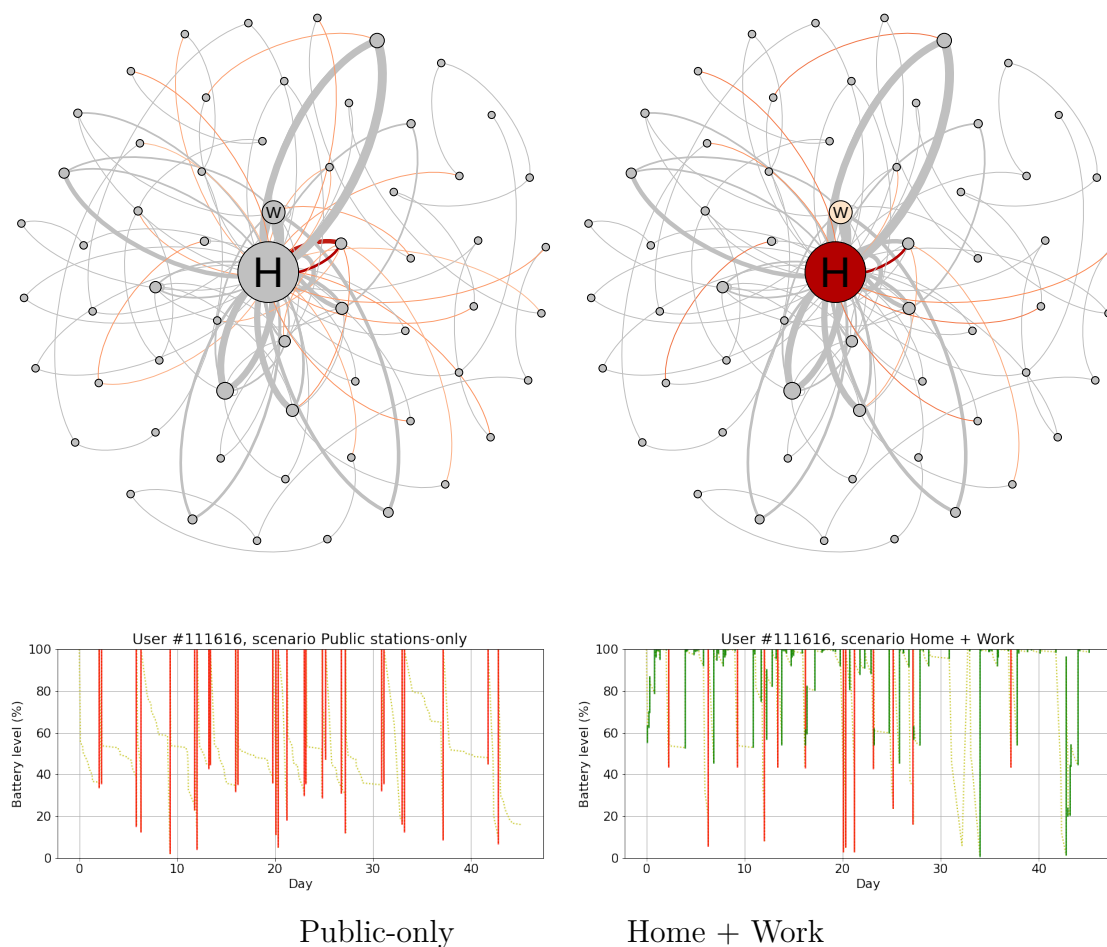 W
H
W
H
User #111616, scenario Public stations-only
100
80
60
40
20
0
Battery level (%)
0 10 20 30 40
Day
User #111616, scenario Home + Work
100
80
60
40
20
0
Battery level (%)
0 10 20 30 40
Day
Public-only
Home + Work